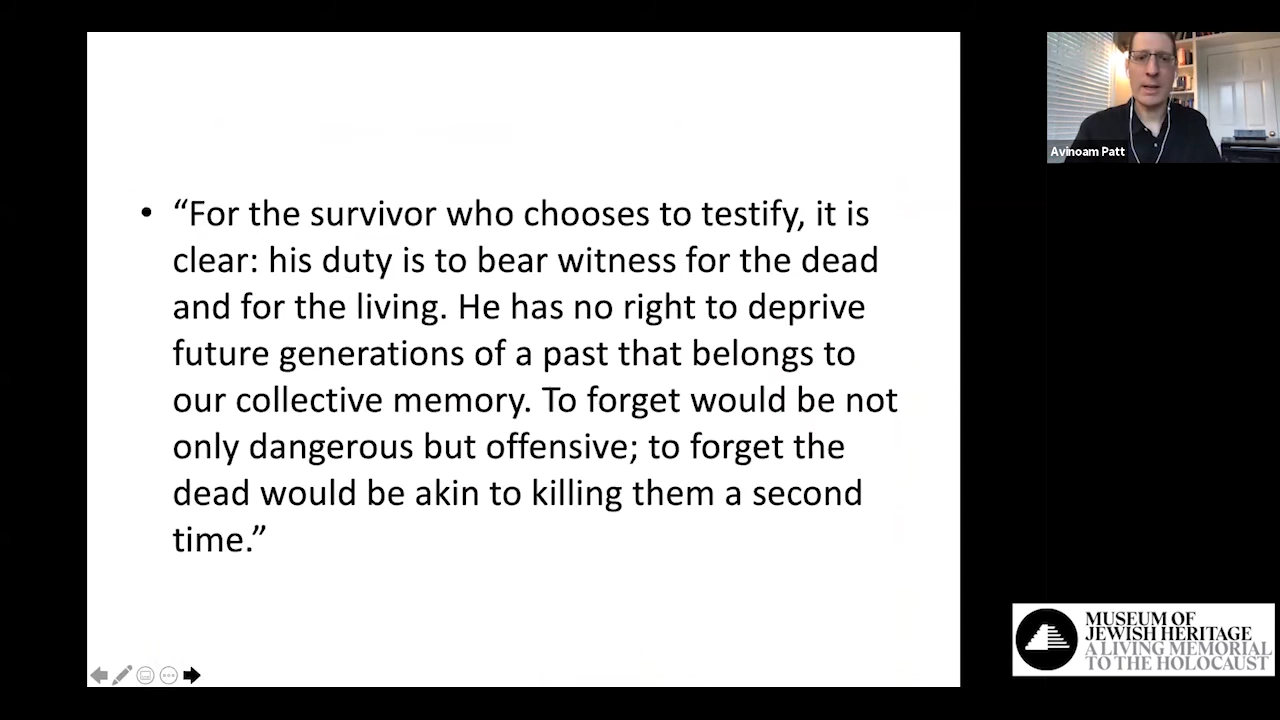 • “For the survivor who chooses to testify, it is
clear: his duty is to bear witness for the dead
and for the living. He has no right to deprive
future generations of a past that belongs to
our collective memory. To forget would be not
only dangerous but offensive; to forget the
dead would be akin to killing them a second
time.”
Avinoam Patt
MUSEUM OF
JEWISH HERITAGE
A LIVING MEMORIAL
TO THE HOLOCAUST